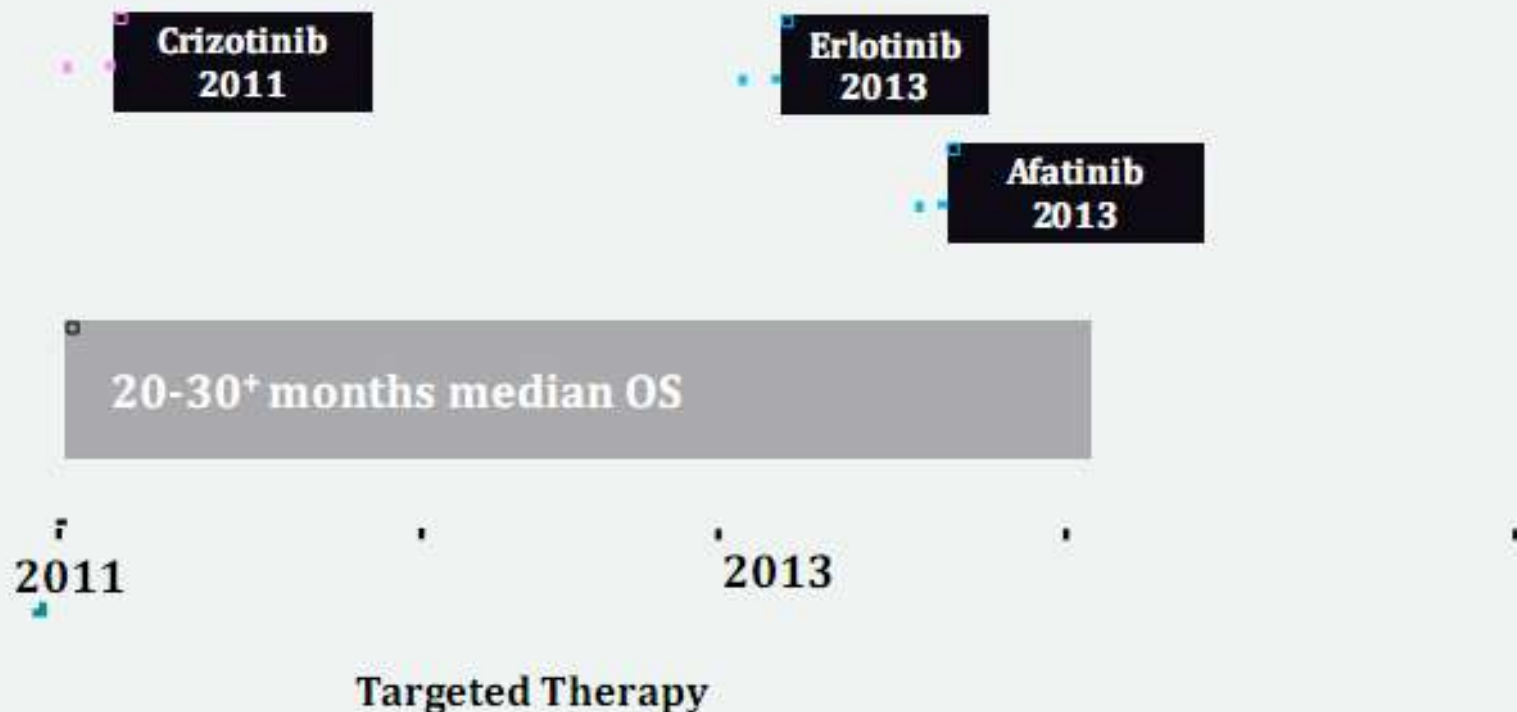 Crizotinib
2011
Erlotinib
2013
Afatinib
2013
20-30⁺ months median OS
2011
2013
Targeted Therapy